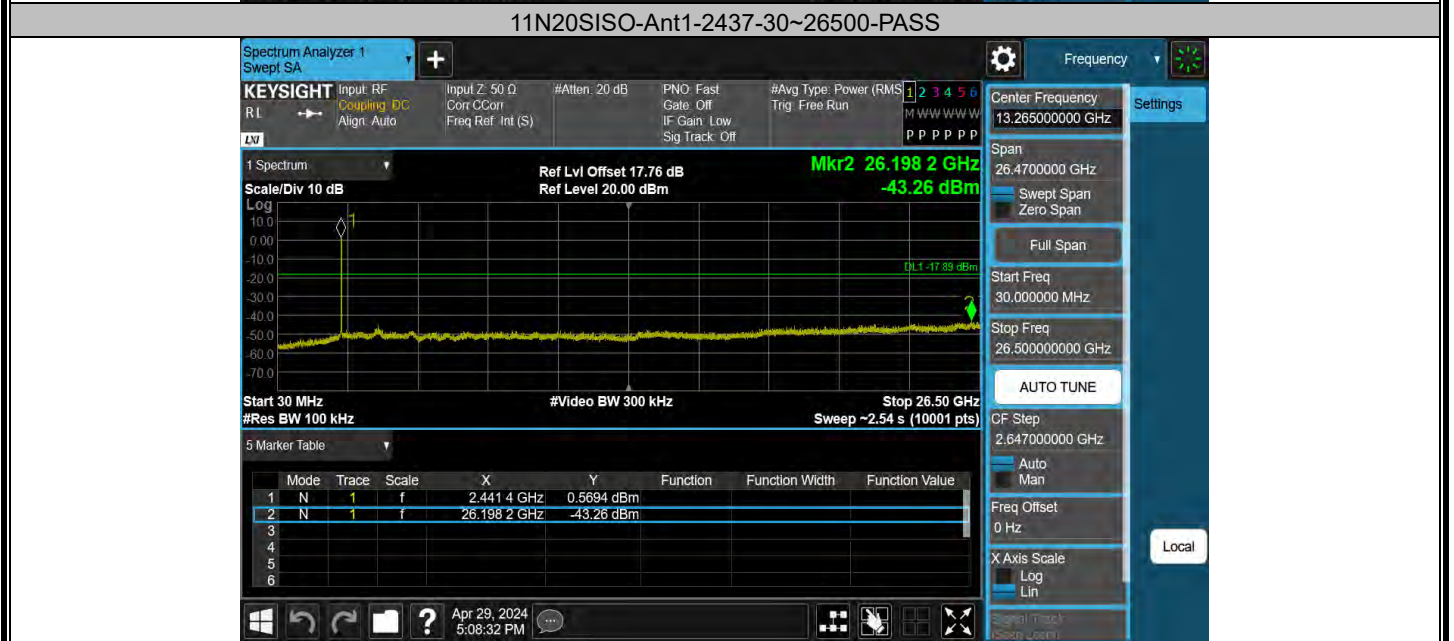 11N20SISO-Ant1-2437-30~26500-PASS
Spectrum Analyzer 1
Swept SA
+
Frequency
KEYSIGHT
R L
LXI
Input: RF
Coupling: DC
Align: Auto
Input Z: 50 Ω
Corr CCorr
Freq Ref: Int (S)
#Atten: 20 dB
PNO: Fast
Gate: Off
IF Gain: Low
Sig Track: Off
#Avg Type: Power (RMS
Trig: Free Run
1 2 3 4 5 6
M W W W W W
P P P P P P
Center Frequency
13.265000000 GHz
Settings
1 Spectrum
Scale/Div 10 dB
Log
Ref Lvl Offset 17.76 dB
Ref Level 20.00 dBm
Mkr2 26.198 2 GHz
-43.26 dBm
Span
26.4700000 GHz
Swept Span
Zero Span
Full Span
Start Freq
30.000000 MHz
Stop Freq
26.500000000 GHz
AUTO TUNE
CF Step
2.647000000 GHz
Auto
Man
Freq Offset
0 Hz
X Axis Scale
Log
Lin
Signal Track
(Span Zoom)
Local
10.0
0.00
-10.0
-20.0
-30.0
-40.0
-50.0
-60.0
-70.0
1
2
DL1 -17.89 dBm
Start 30 MHz
#Video BW 300 kHz
Stop 26.50 GHz
#Res BW 100 kHz
Sweep ~2.54 s (10001 pts)
5 Marker Table
Mode Trace Scale X Y Function Function Width Function Value
1 N 1 f 2.441 4 GHz 0.5694 dBm
2 N 1 f 26.198 2 GHz -43.26 dBm
3
4
5
6
?
Apr 29, 2024
5:08:32 PM